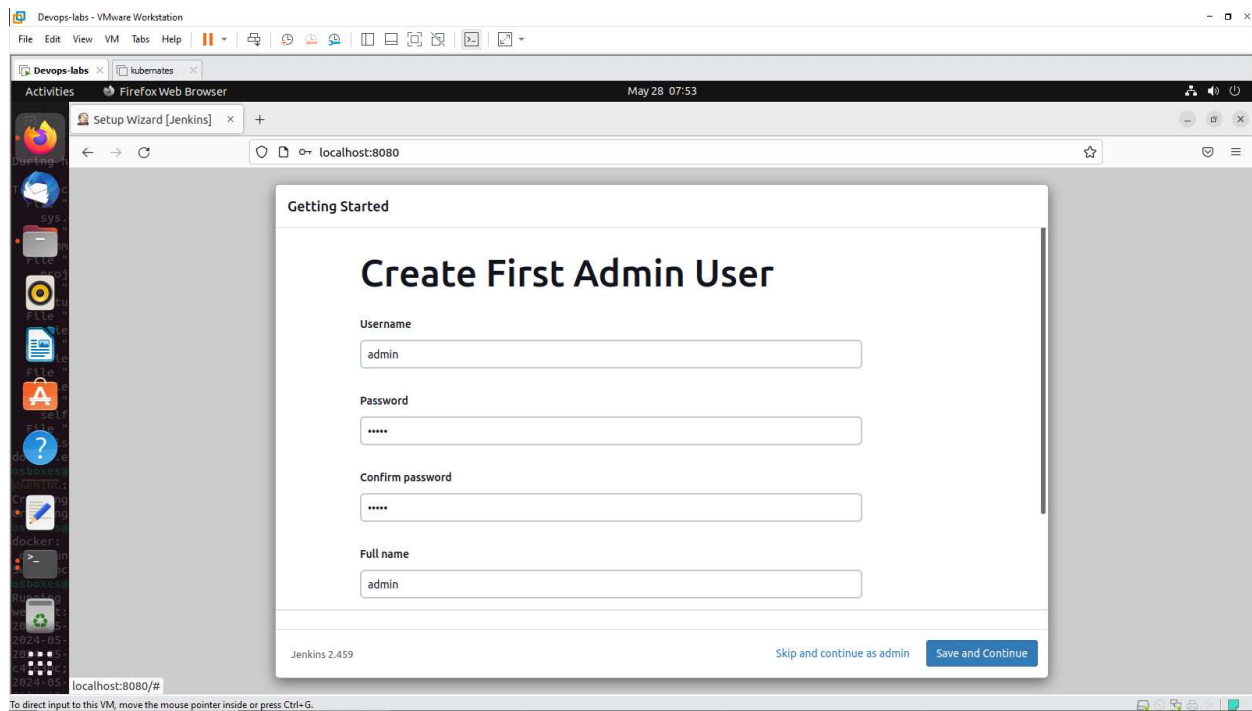 Devops-labs - VMware Workstation
File Edit View VM Tabs Help
Devops-labs kubernates
Activities Firefox Web Browser May 28 07:53
Setup Wizard [Jenkins]
localhost:8080
Getting Started
Create First Admin User
Username
admin
Password
•••••
Confirm password
•••••
Full name
admin
Jenkins 2.459 Skip and continue as admin Save and Continue
localhost:8080/#
To direct input to this VM, move the mouse pointer inside or press Ctrl+G.